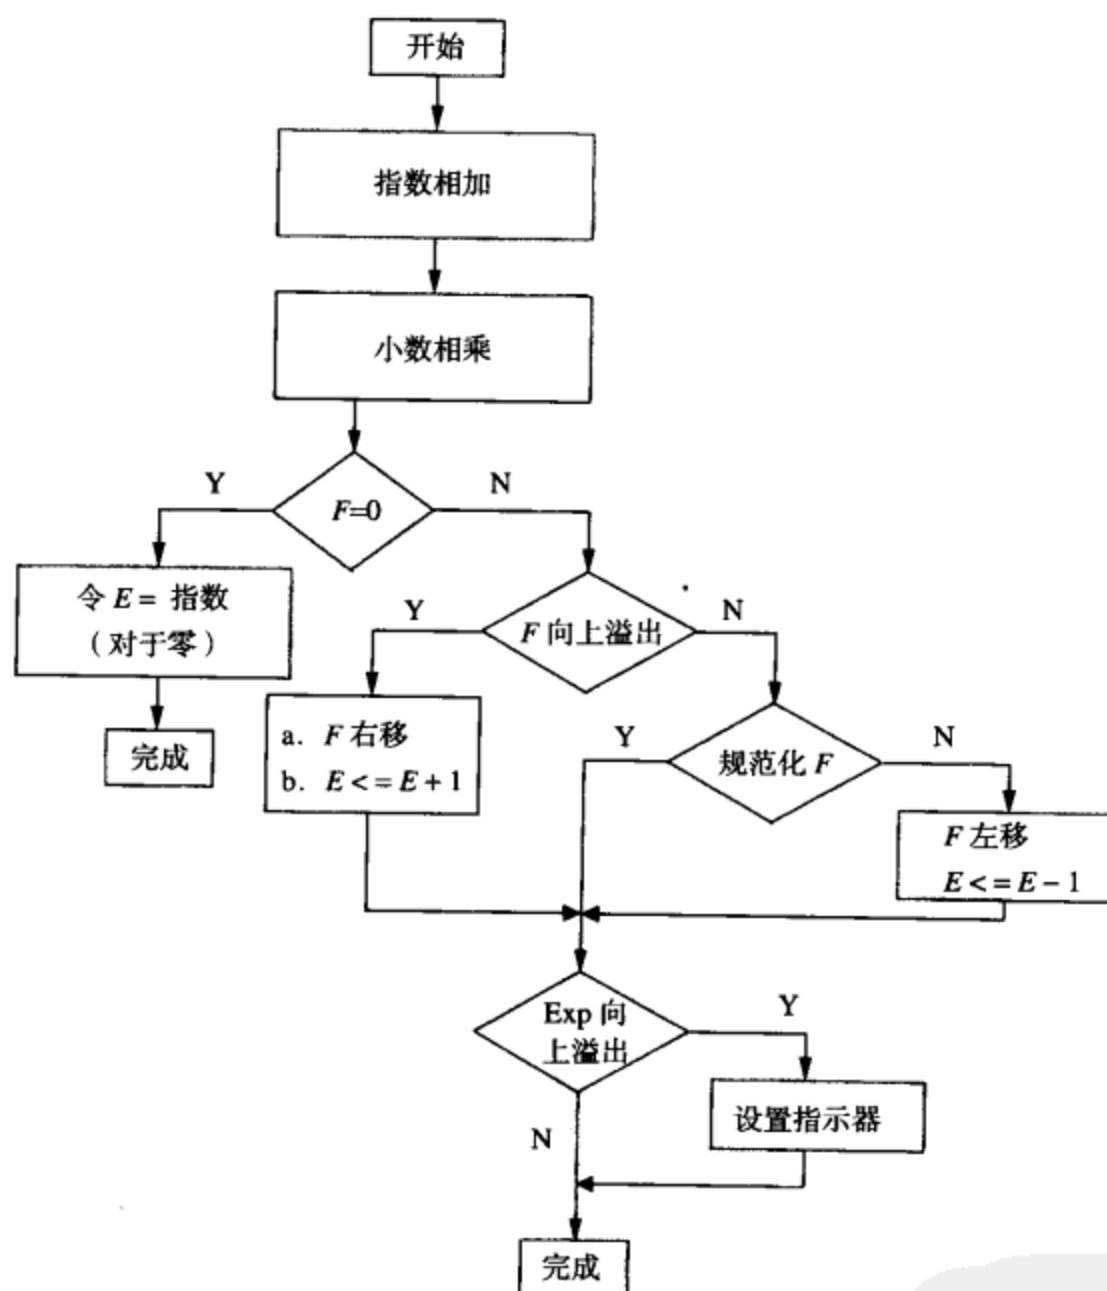 开始
指数相加
小数相乘
Y
N
F=0
令 E = 指数
（对于零）
完成
Y
N
F 向上溢出
a. F 右移
b. E <= E + 1
Y
N
规范化 F
F 左移
E <= E − 1
Exp 向
上溢出
Y
设置指示器
N
完成